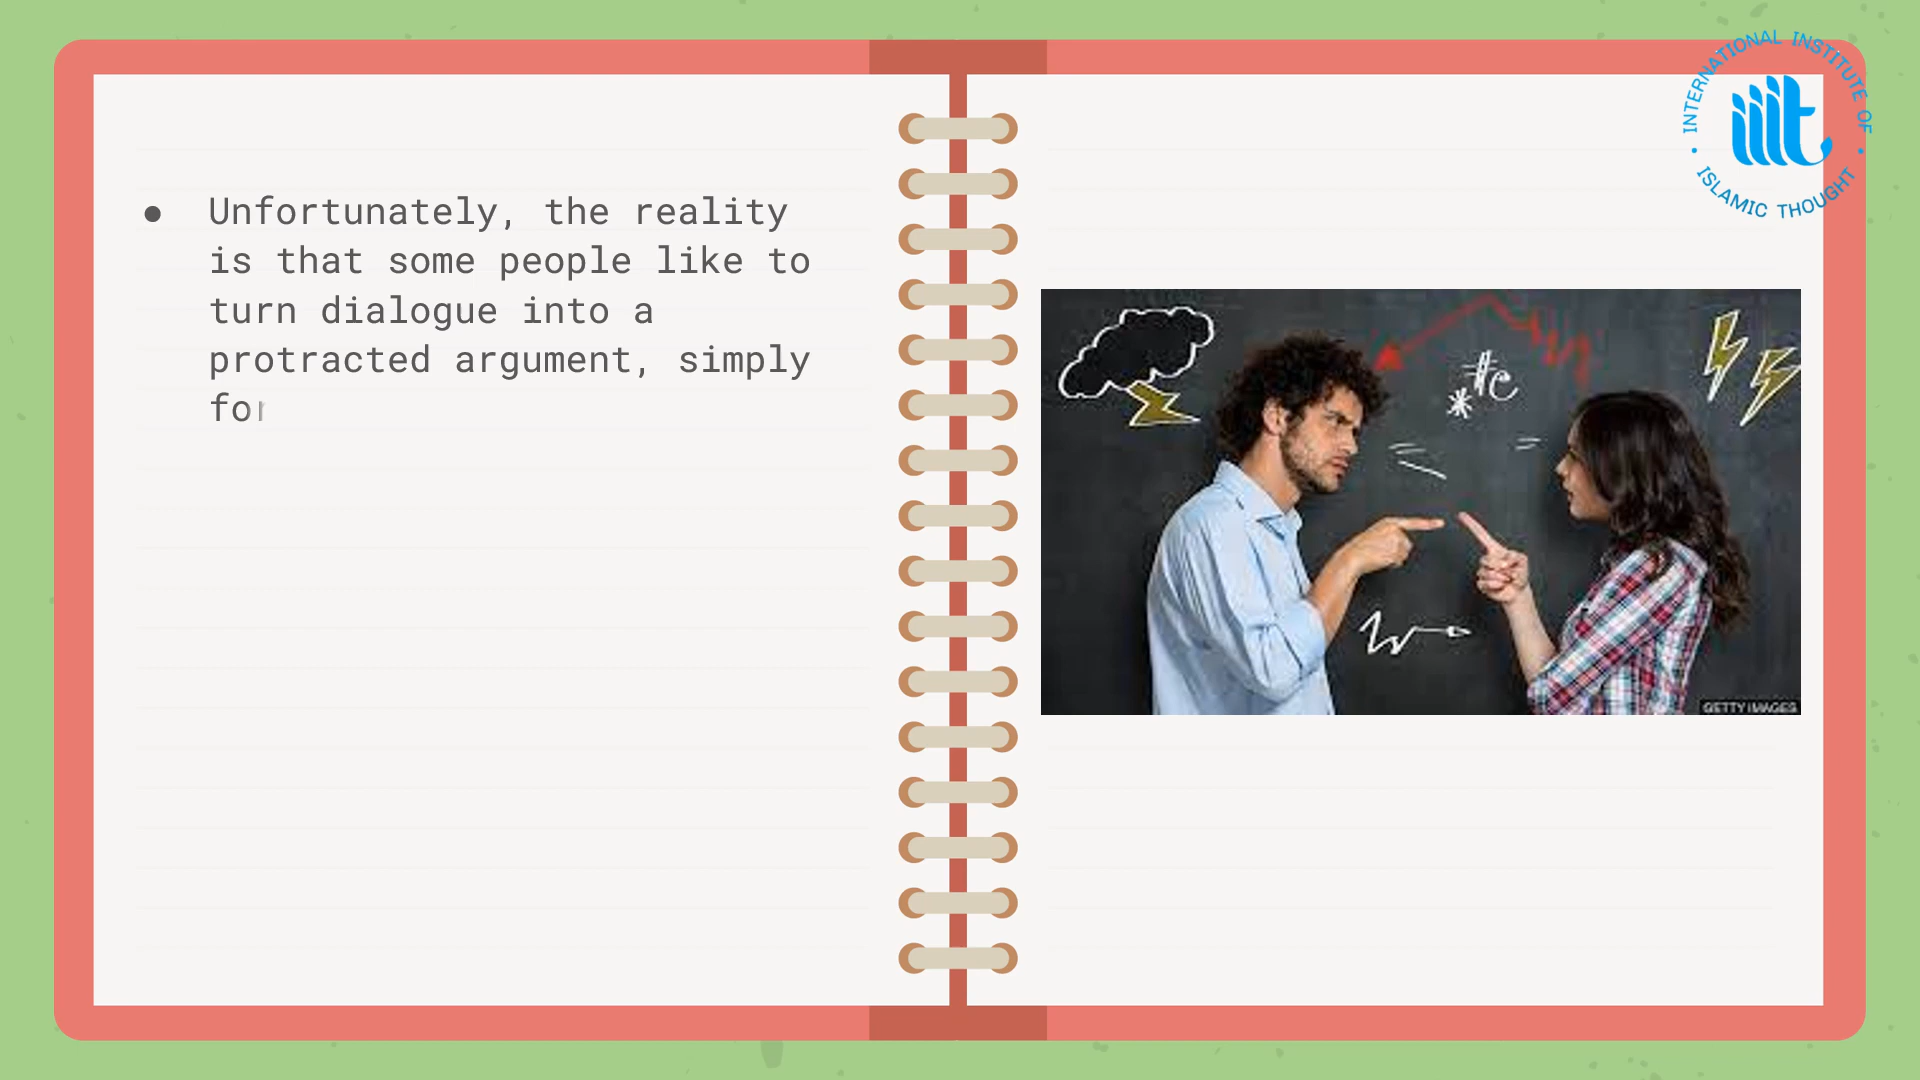 Unfortunately, the reality
is that some people like to
turn dialogue into a
protracted argument, simply
for
INTERNATIONAL INSTITUTE OF
iiit
ISLAMIC THOUGHT
#e
*
GETTY IMAGES